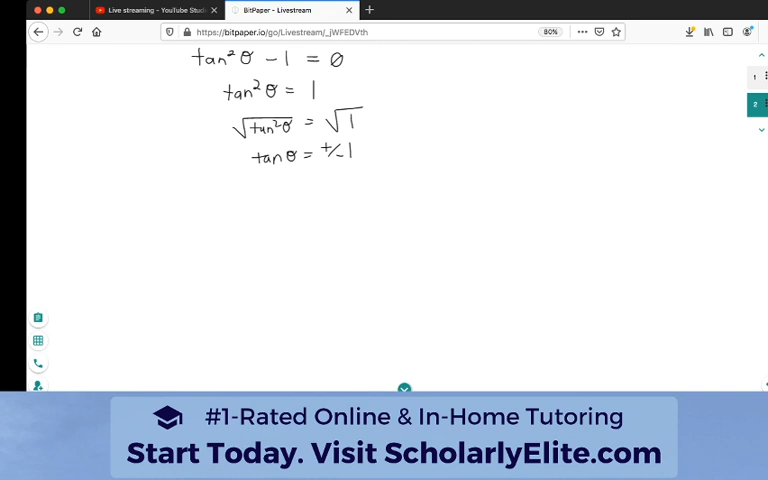 Live streaming - YouTube Stud
BitPaper — Livestream
https://bitpaper.io/go/Livestream/_jWFEDVth
80%
tan²θ - 1 = 0
tan²θ = 1
√tan²θ = √1
tanθ = +/-1
1
2
#1-Rated Online & In-Home Tutoring
Start Today. Visit ScholarlyElite.com